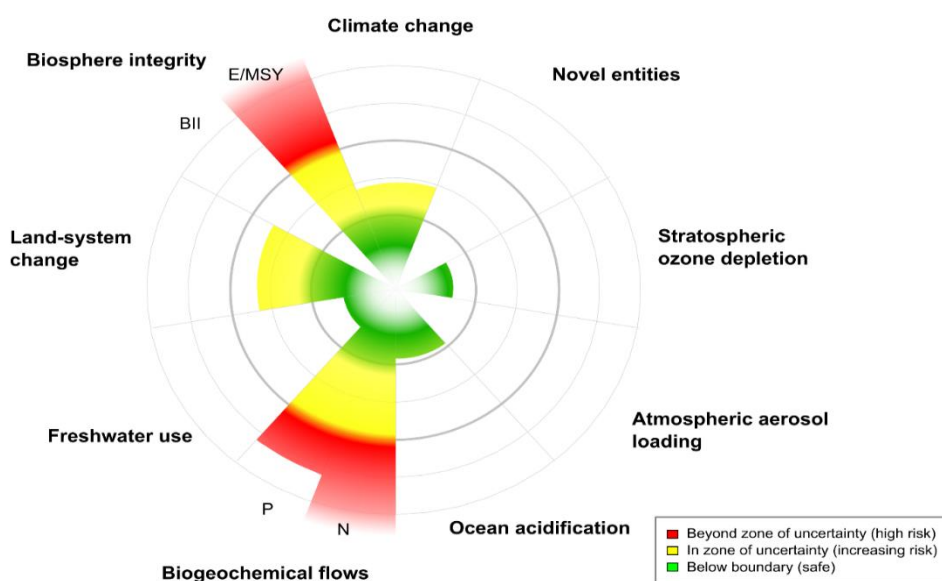 Climate change
Biosphere integrity
E/MSY
Novel entities
BII
Land-system
change
Stratospheric
ozone depletion
Freshwater use
Atmospheric aerosol
loading
P
N
Ocean acidification
Biogeochemical flows
Beyond zone of uncertainty (high risk)
In zone of uncertainty (increasing risk)
Below boundary (safe)